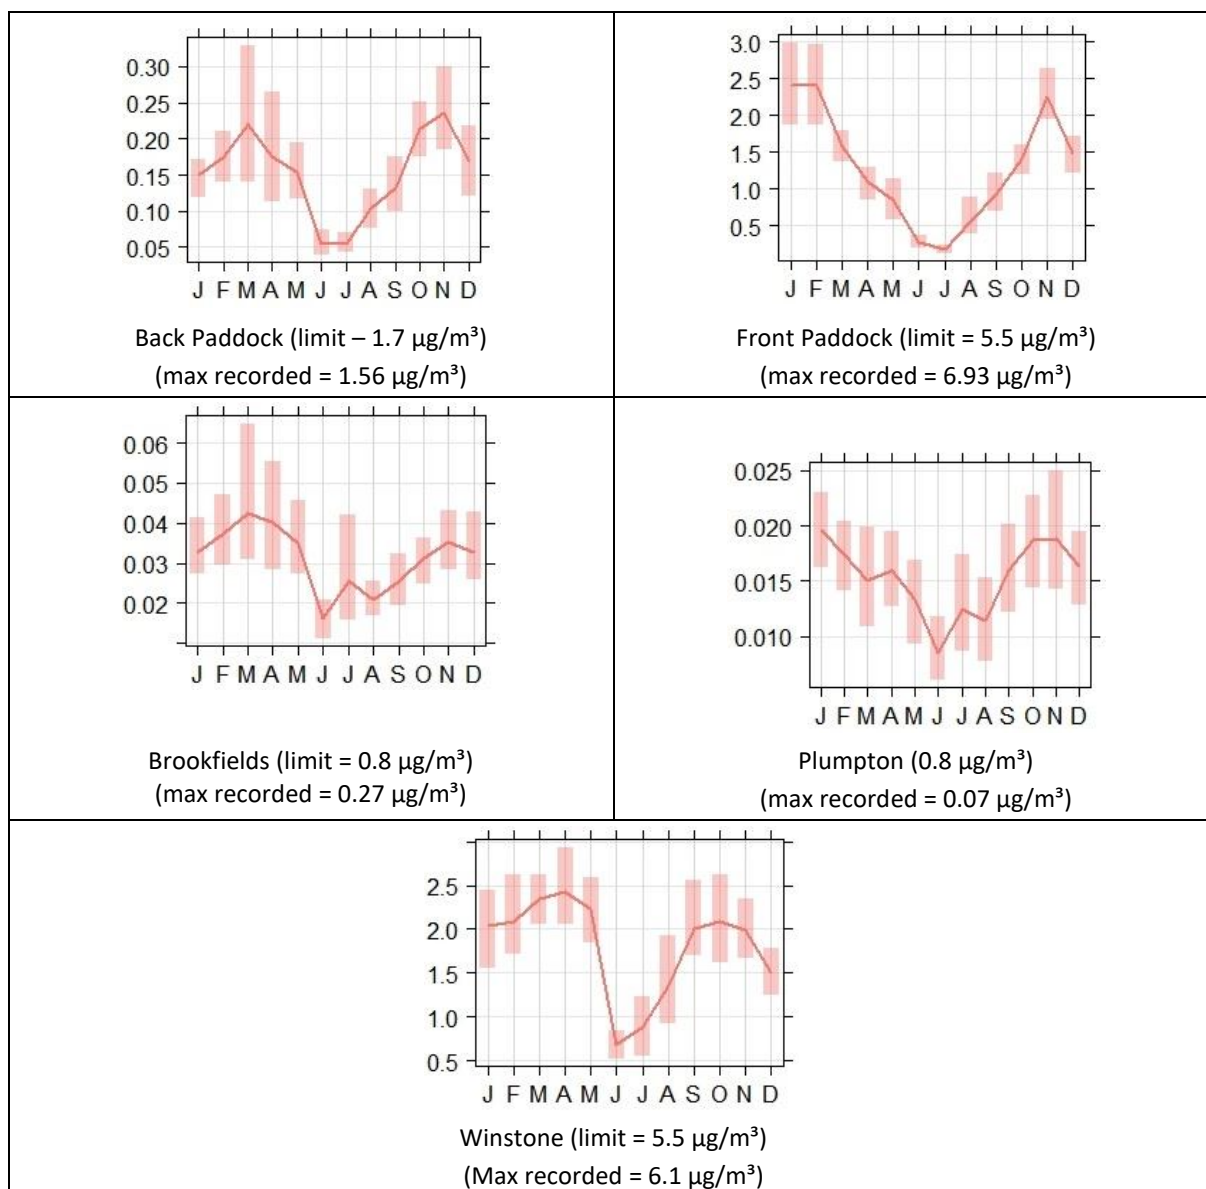 0.30
0.25
0.20
0.15
0.10
0.05
J F M A M J J A S O N D
Back Paddock (limit – 1.7 µg/m³)
(max recorded = 1.56 µg/m³)
3.0
2.5
2.0
1.5
1.0
0.5
J F M A M J J A S O N D
Front Paddock (limit = 5.5 µg/m³)
(max recorded = 6.93 µg/m³)
0.06
0.05
0.04
0.03
0.02
J F M A M J J A S O N D
Brookfields (limit = 0.8 µg/m³)
(max recorded = 0.27 µg/m³)
0.025
0.020
0.015
0.010
J F M A M J J A S O N D
Plumpton (0.8 µg/m³)
(max recorded = 0.07 µg/m³)
2.5
2.0
1.5
1.0
0.5
J F M A M J J A S O N D
Winstone (limit = 5.5 µg/m³)
(Max recorded = 6.1 µg/m³)